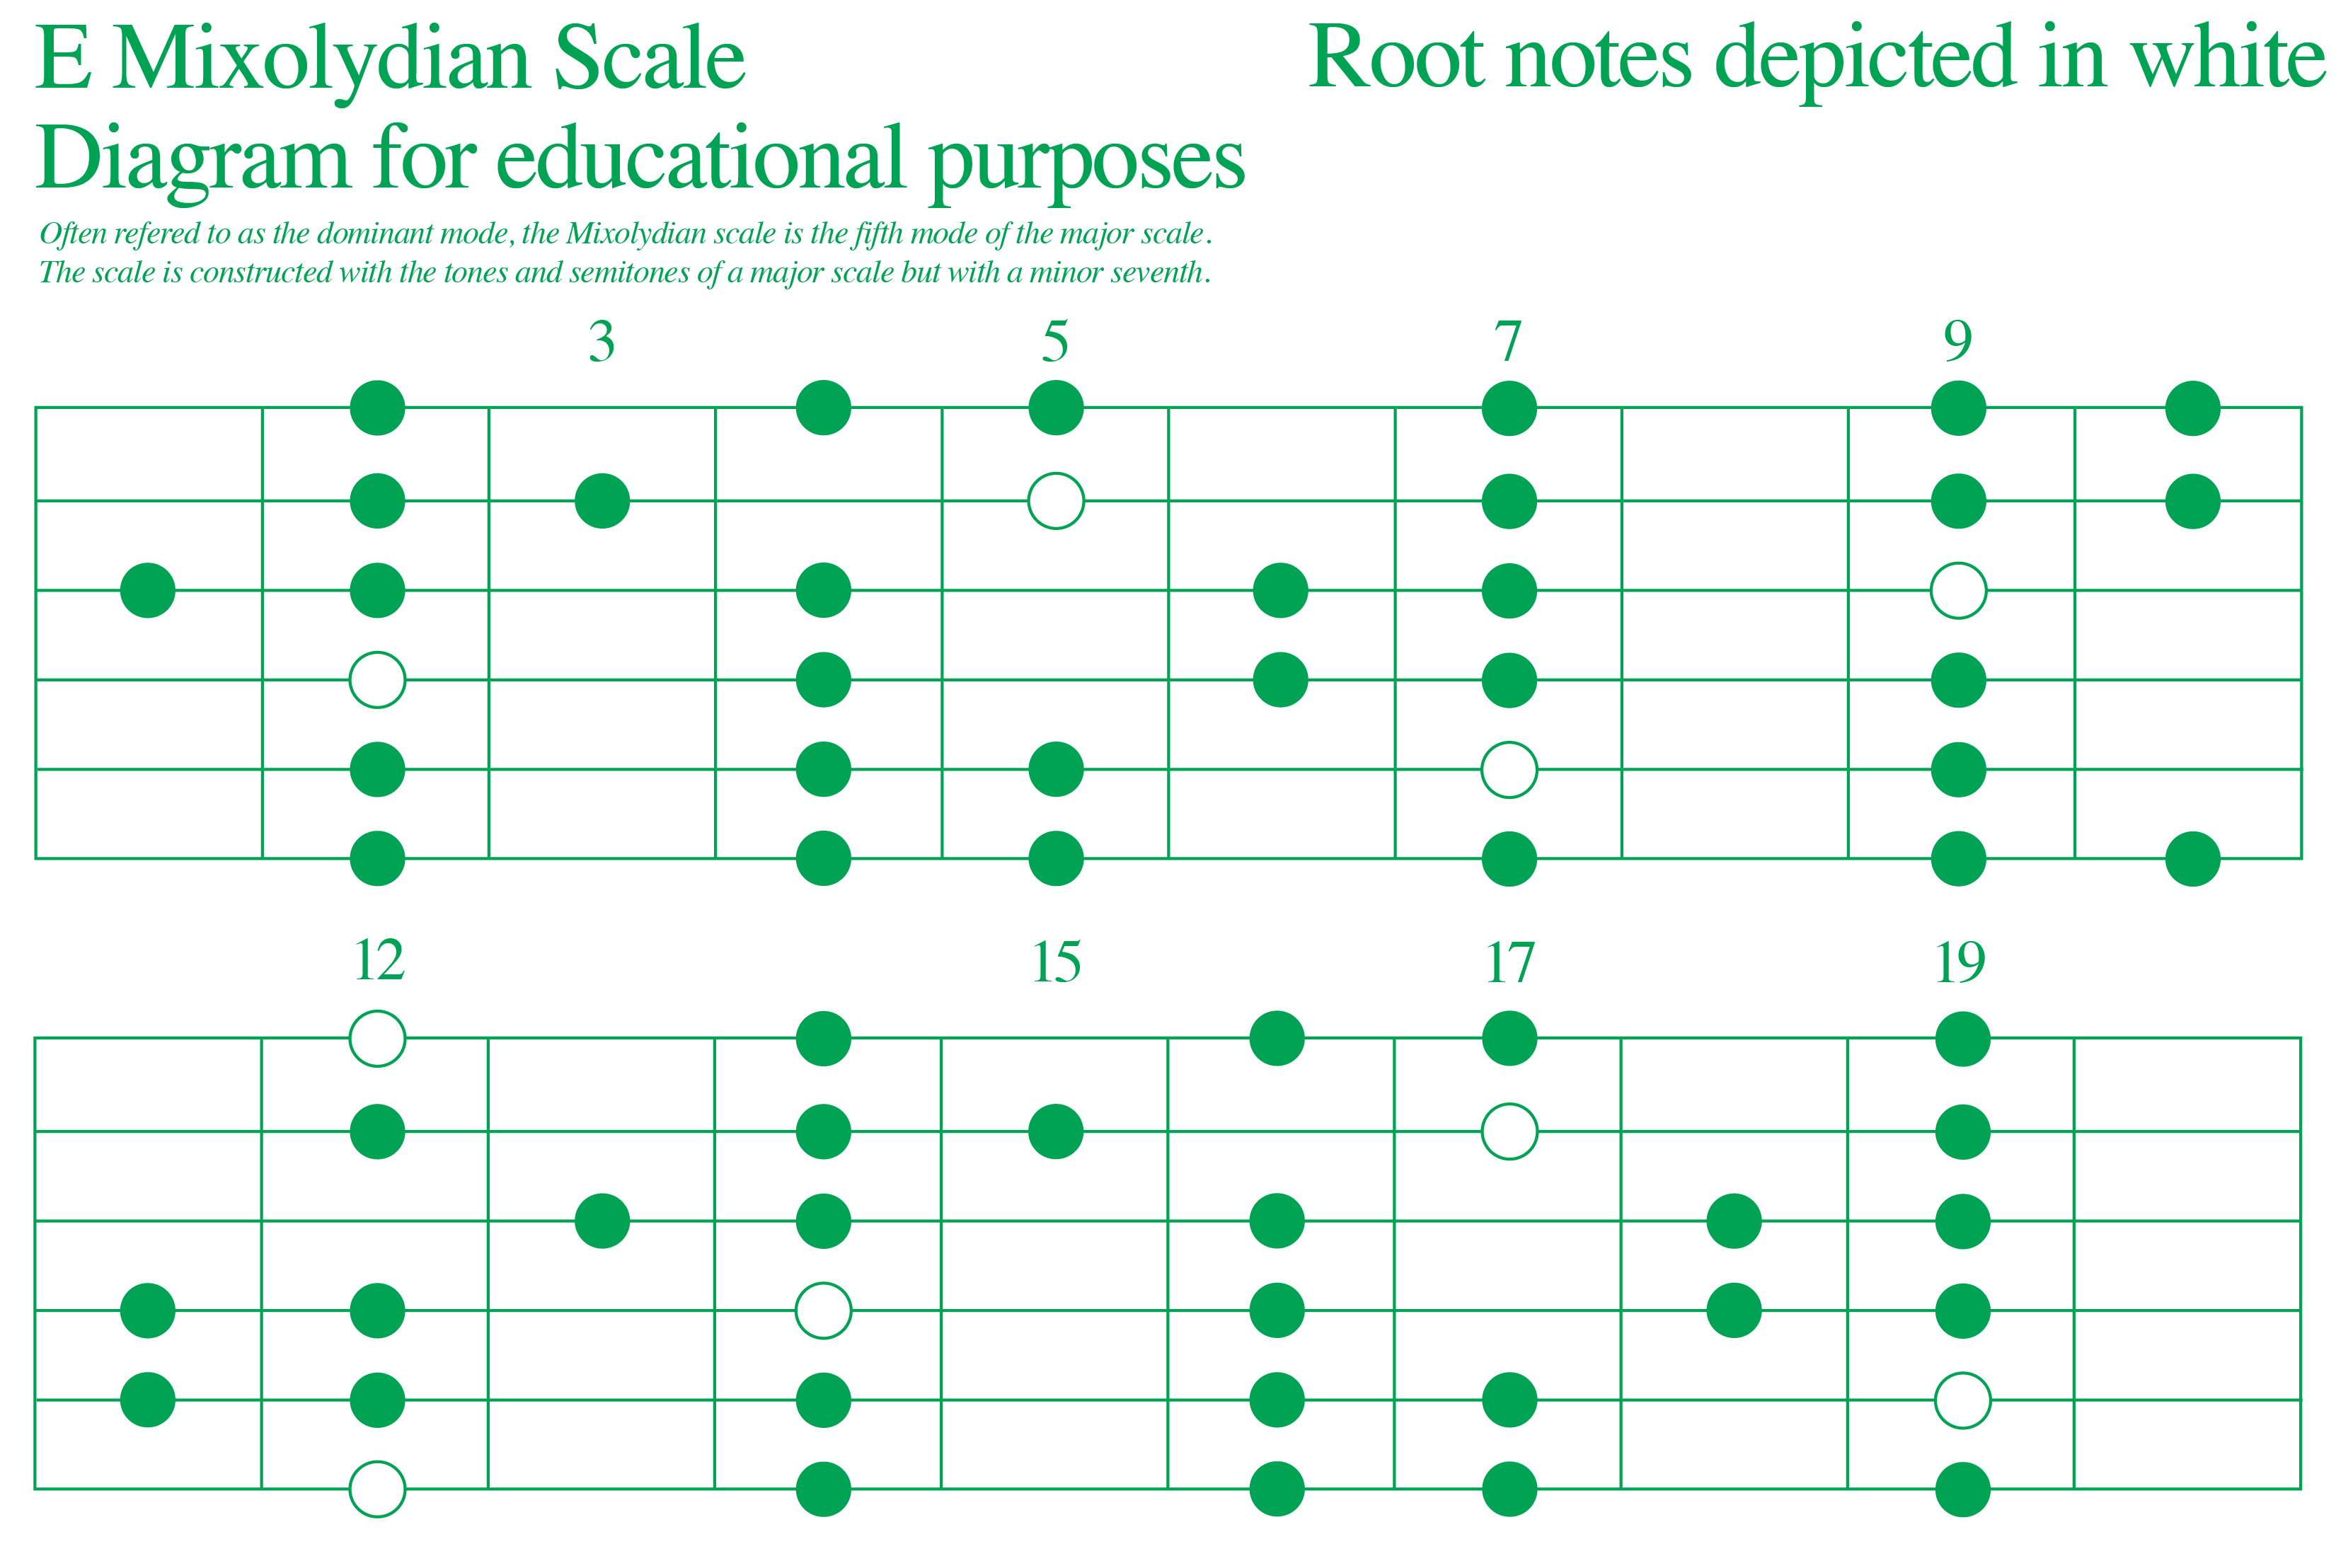 E Mixolydian Scale
Root notes depicted in white
Diagram for educational purposes
Often refered to as the dominant mode, the Mixolydian scale is the fifth mode of the major scale.
The scale is constructed with the tones and semitones of a major scale but with a minor seventh.
3 5 7 9
12 15 17 19